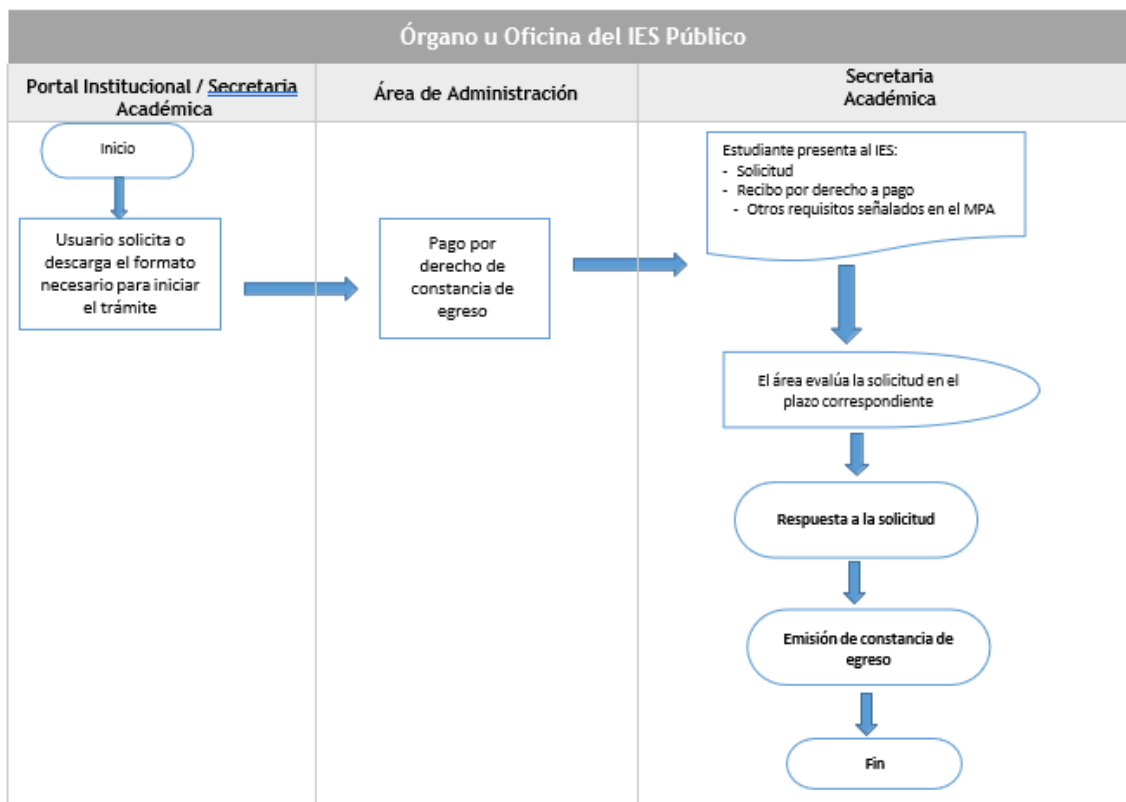 Órgano u Oficina del IES Público
Portal Institucional / Secretaria
Académica
Área de Administración
Secretaria
Académica
Inicio
Usuario solicita o
descarga el formato
necesario para iniciar
el trámite
Pago por
derecho de
constancia de
egreso
Estudiante presenta al IES:
- Solicitud
- Recibo por derecho a pago
- Otros requisitos señalados en el MPA
El área evalúa la solicitud en el
plazo correspondiente
Respuesta a la solicitud
Emisión de constancia de
egreso
Fin